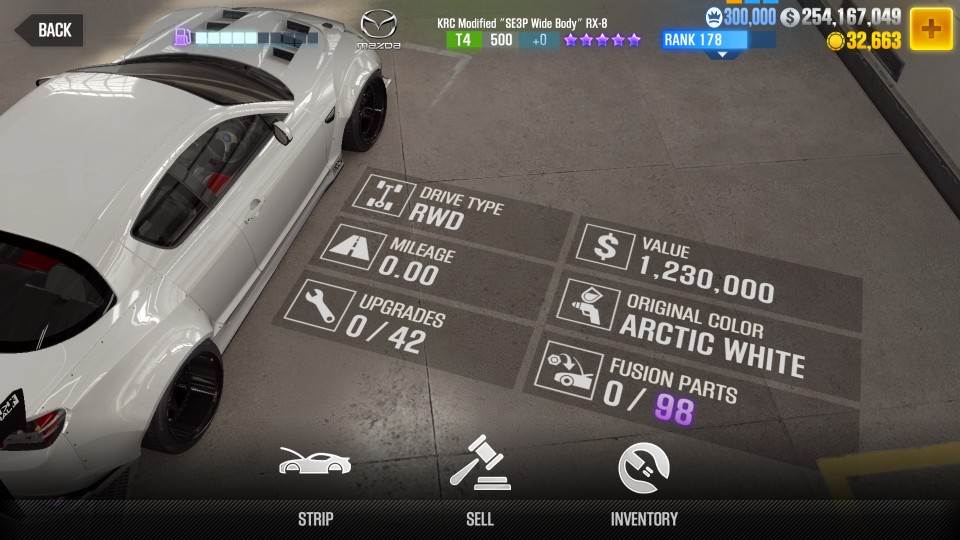 BACK
mazda
KRC Modified "SE3P Wide Body" RX-8
T4 500 +0
RANK 178
300,000 $ 254,167,049
32,663
DRIVE TYPE
RWD
MILEAGE
0.00
UPGRADES
0 / 42
$
VALUE
1,230,000
ORIGINAL COLOR
ARCTIC WHITE
FUSION PARTS
0 / 98
STRIP
SELL
INVENTORY